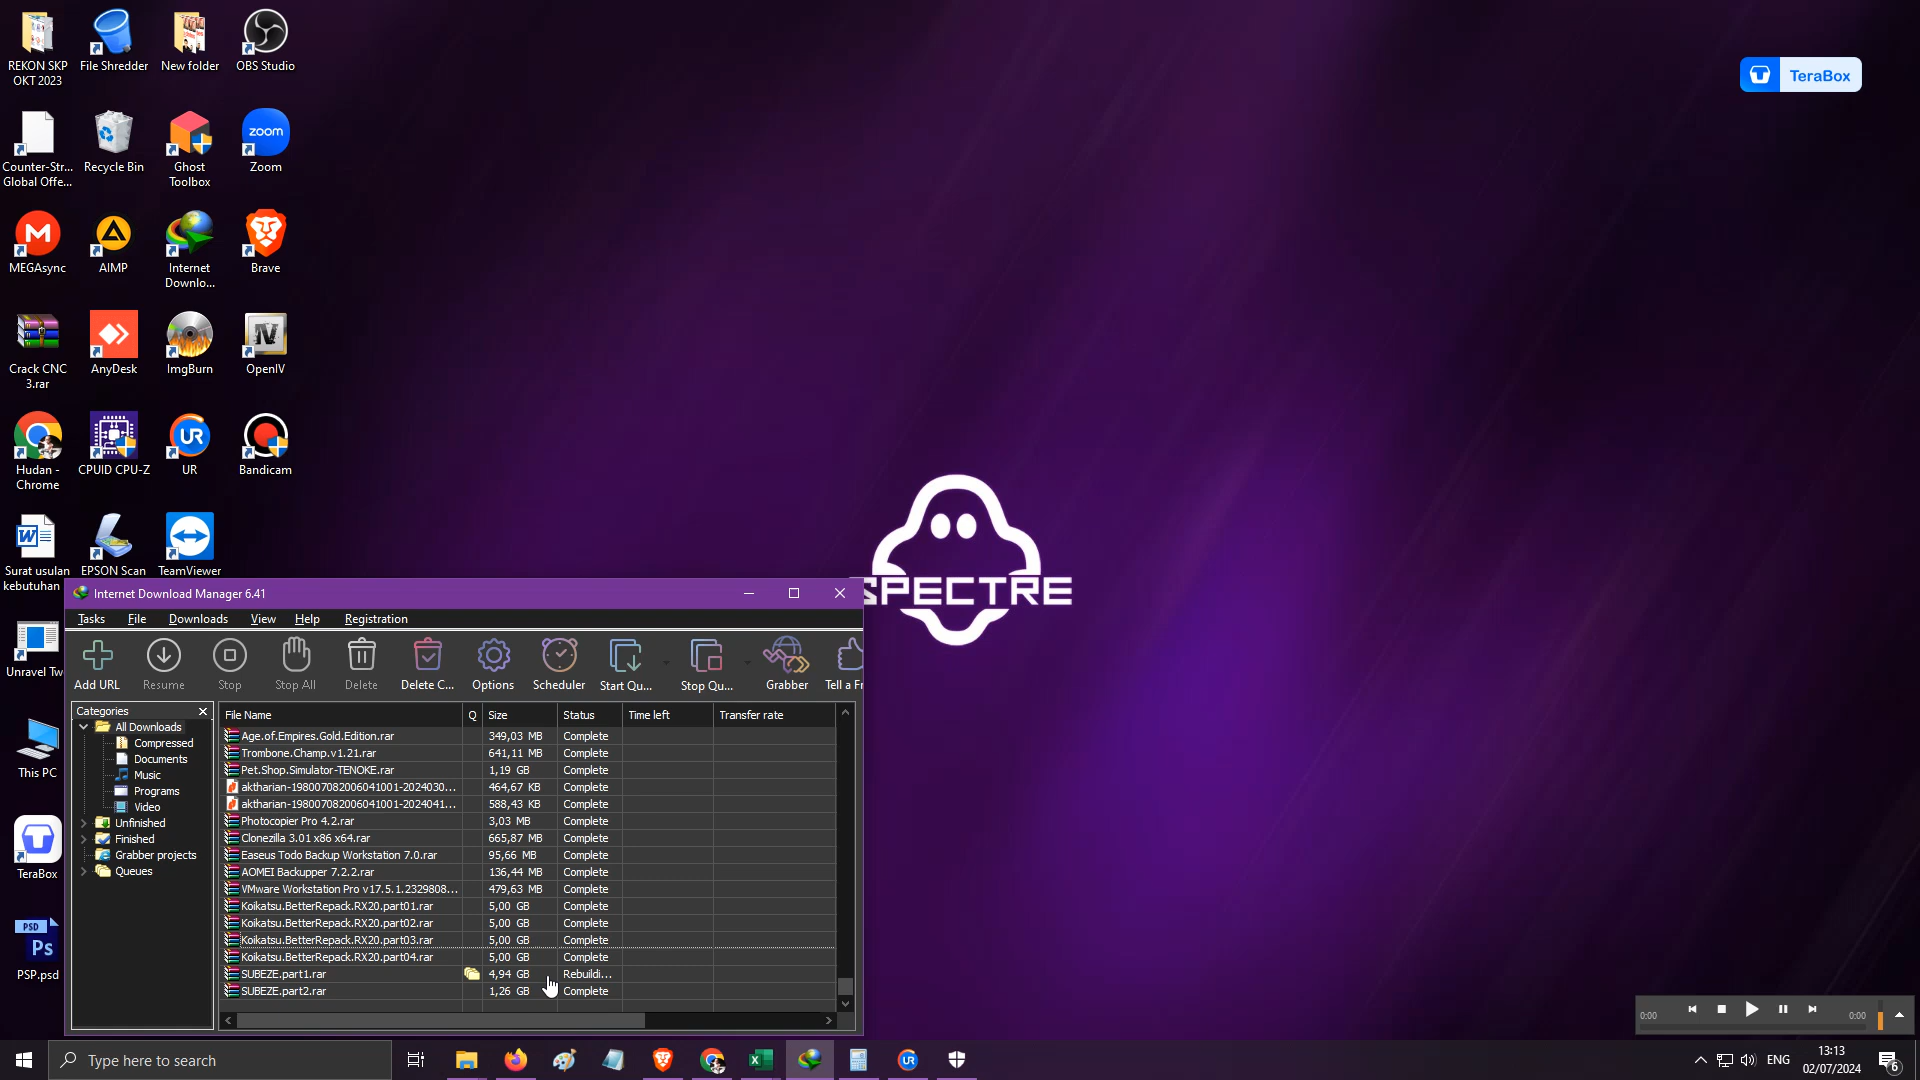 REKON SKP
OKT 2023
File Shredder
New folder
OBS Studio
TeraBox
Counter-Str...
Global Offe...
Recycle Bin
Ghost
Toolbox
zoom
Zoom
MEGAsync
AIMP
Internet
Downlo...
Brave
Crack CNC
3.rar
AnyDesk
ImgBurn
OpenIV
Hudan -
Chrome
CPUID CPU-Z
UR
UR
Bandicam
Surat usulan
kebutuhan
EPSON Scan
TeamViewer
Unravel Tw
This PC
TeraBox
PSD
Ps
PSP.psd
SPECTRE
Internet Download Manager 6.41
Tasks File Downloads View Help Registration
Add URL Resume Stop Stop All Delete Delete C... Options Scheduler Start Qu... Stop Qu... Grabber Tell a Fr
Categories
All Downloads
Compressed
Documents
Music
Programs
Video
Unfinished
Finished
Grabber projects
Queues
File Name Q Size Status Time left Transfer rate
Age.of.Empires.Gold.Edition.rar 349,03 MB Complete
Trombone.Champ.v1.21.rar 641,11 MB Complete
Pet.Shop.Simulator-TENOKE.rar 1,19 GB Complete
aktharian-198007082006041001-2024030... 464,67 KB Complete
aktharian-198007082006041001-2024041... 588,43 KB Complete
Photocopier Pro 4.2.rar 3,03 MB Complete
Clonezilla 3.01 x86 x64.rar 665,87 MB Complete
Easeus Todo Backup Workstation 7.0.rar 95,66 MB Complete
AOMEI Backupper 7.2.2.rar 136,44 MB Complete
VMware Workstation Pro v17.5.1.2329808... 479,63 MB Complete
Koikatsu.BetterRepack.RX20.part01.rar 5,00 GB Complete
Koikatsu.BetterRepack.RX20.part02.rar 5,00 GB Complete
Koikatsu.BetterRepack.RX20.part03.rar 5,00 GB Complete
Koikatsu.BetterRepack.RX20.part04.rar 5,00 GB Complete
SUBEZE.part1.rar 4,94 GB Rebuildi...
SUBEZE.part2.rar 1,26 GB Complete
0:00 0:00
Type here to search
UR
ENG
13:13
02/07/2024
6